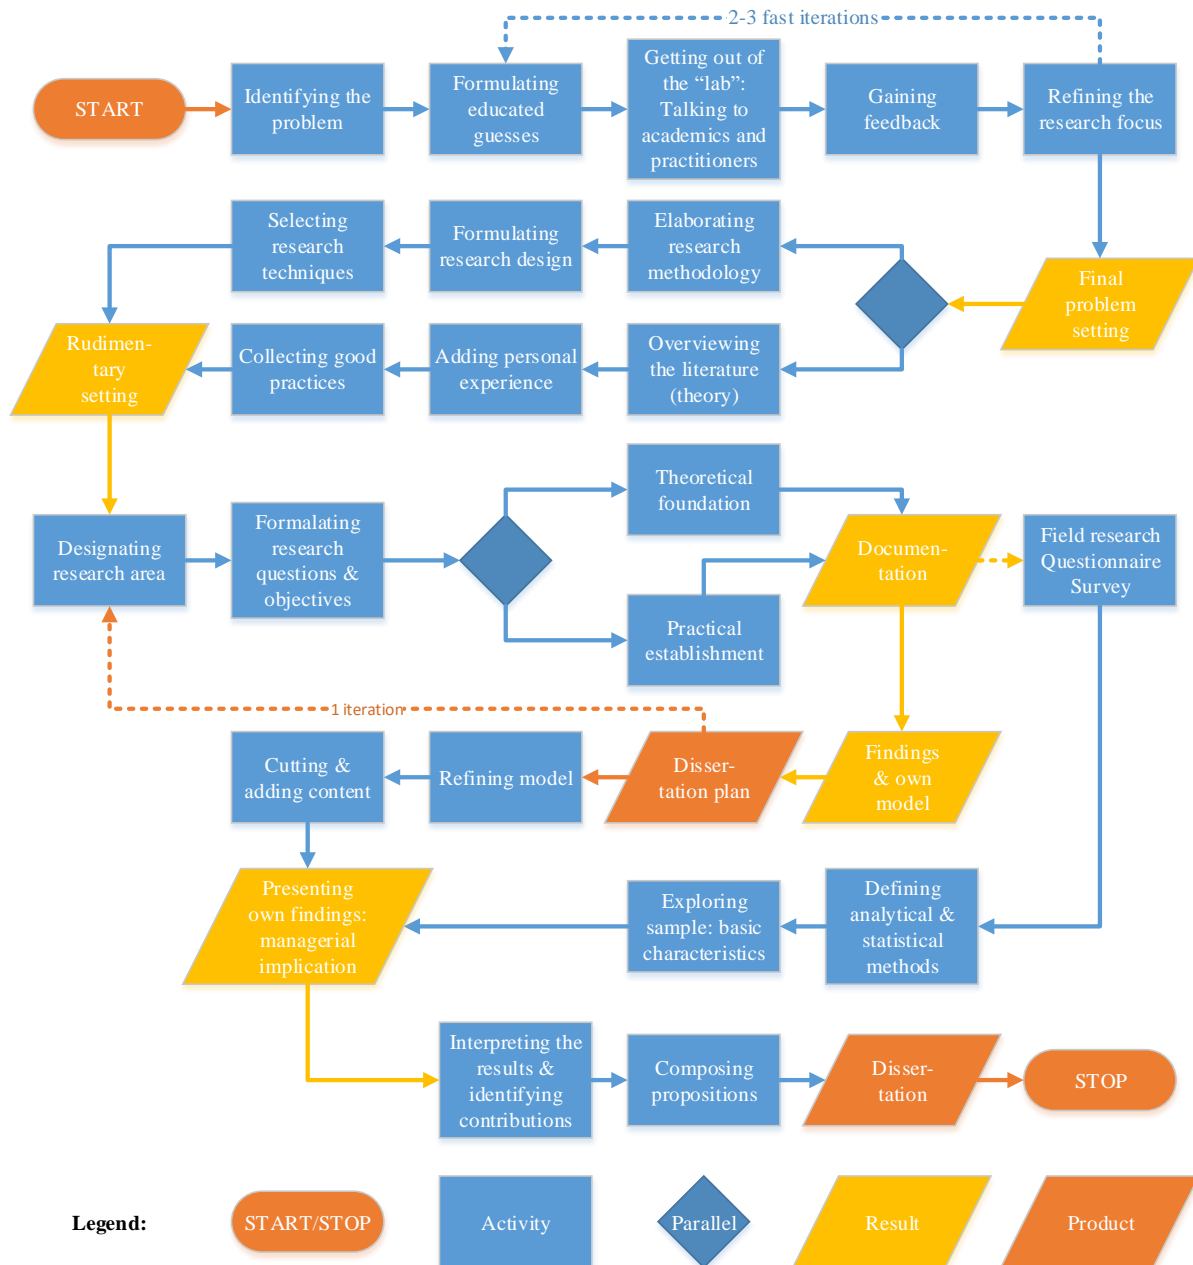 2-3 fast iterations
START
Identifying the
problem
Formulating
educated
guesses
Getting out of
the “lab”:
Talking to
academics and
practitioners
Gaining
feedback
Refining the
research focus
Selecting
research
techniques
Formulating
research design
Elaborating
research
methodology
Final
problem
setting
Rudimen-
tary
setting
Collecting good
practices
Adding personal
experience
Overviewing
the literature
(theory)
Theoretical
foundation
Designating
research area
Formalating
research
questions &
objectives
Documen-
tation
Field research
Questionnaire
Survey
Practical
establishment
1 iteration
Cutting &
adding content
Refining model
Disser-
tation plan
Findings
& own
model
Presenting
own findings:
managerial
implication
Exploring
sample: basic
characteristics
Defining
analytical &
statistical
methods
Interpreting the
results &
identifying
contributions
Composing
propositions
Disser-
tation
STOP
Legend:
START/STOP
Activity
Parallel
Result
Product